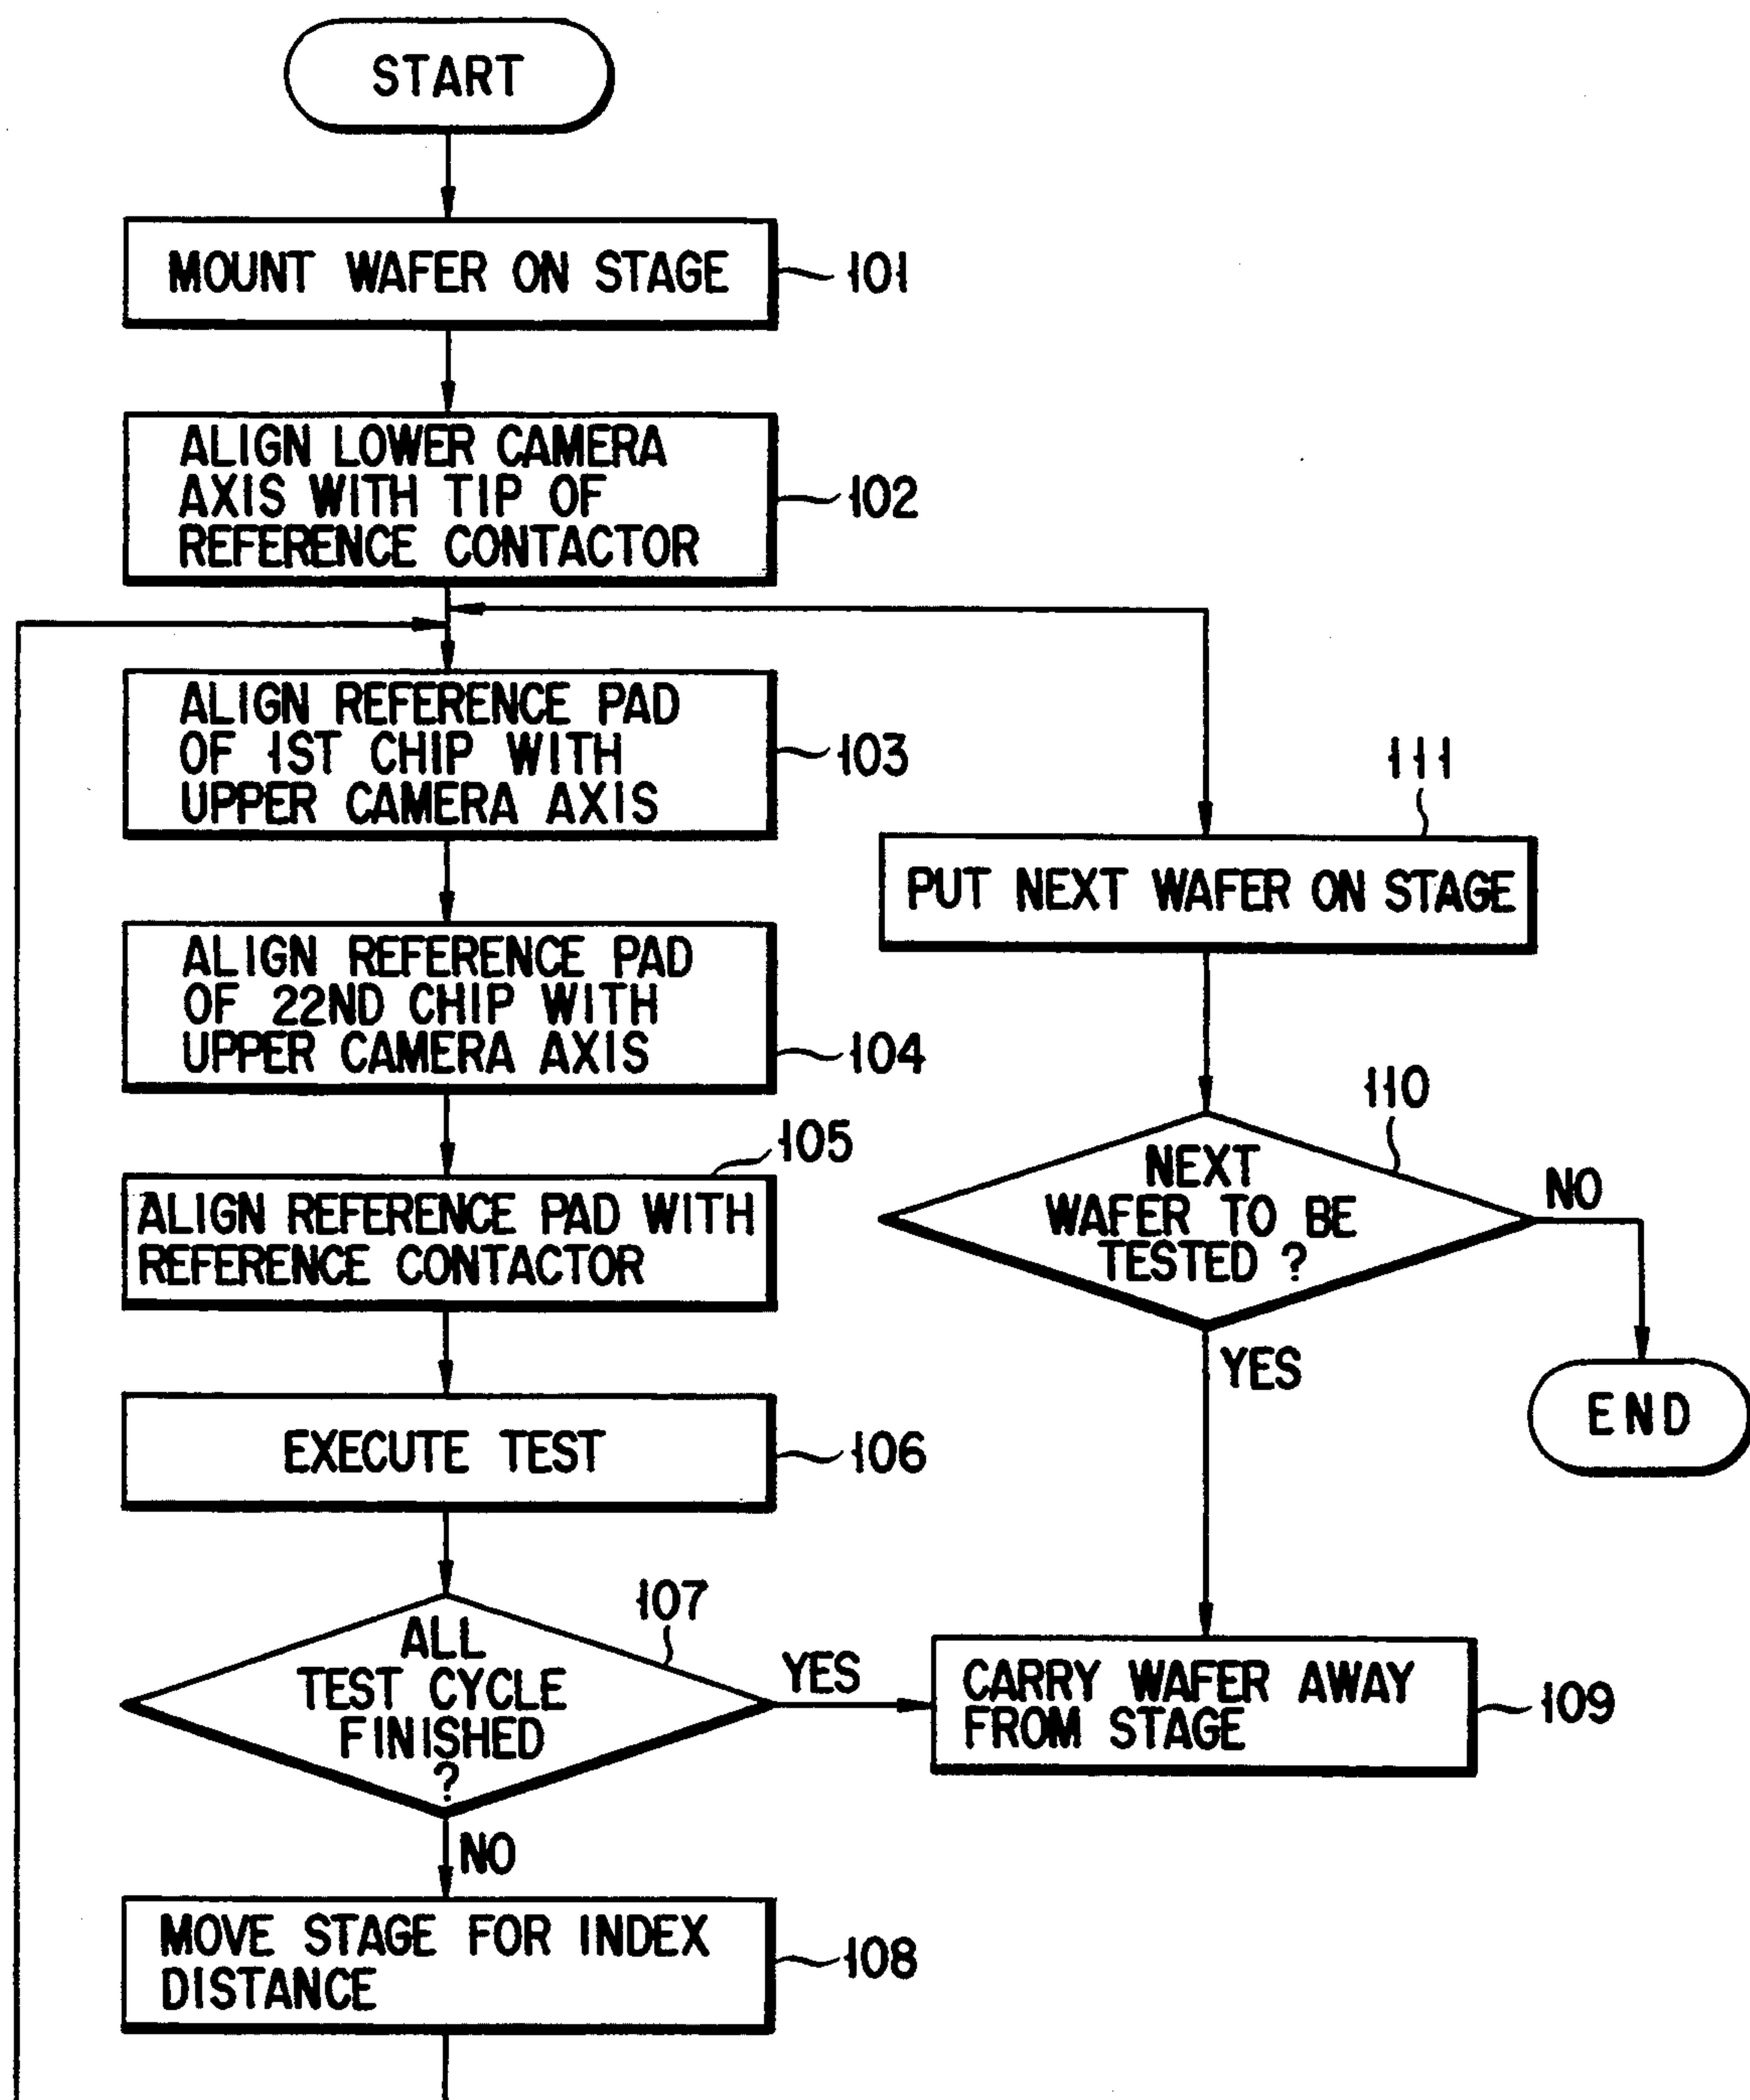 START
MOUNT WAFER ON STAGE
101
ALIGN LOWER CAMERA
AXIS WITH TIP OF
REFERENCE CONTACTOR
102
ALIGN REFERENCE PAD
OF 1ST CHIP WITH
UPPER CAMERA AXIS
103
ALIGN REFERENCE PAD
OF 22ND CHIP WITH
UPPER CAMERA AXIS
104
105
ALIGN REFERENCE PAD WITH
REFERENCE CONTACTOR
EXECUTE TEST
106
107
ALL
TEST CYCLE
FINISHED
?
YES
NO
MOVE STAGE FOR INDEX
DISTANCE
108
111
PUT NEXT WAFER ON STAGE
110
NEXT
WAFER TO BE
TESTED ?
NO
YES
END
CARRY WAFER AWAY
FROM STAGE
109